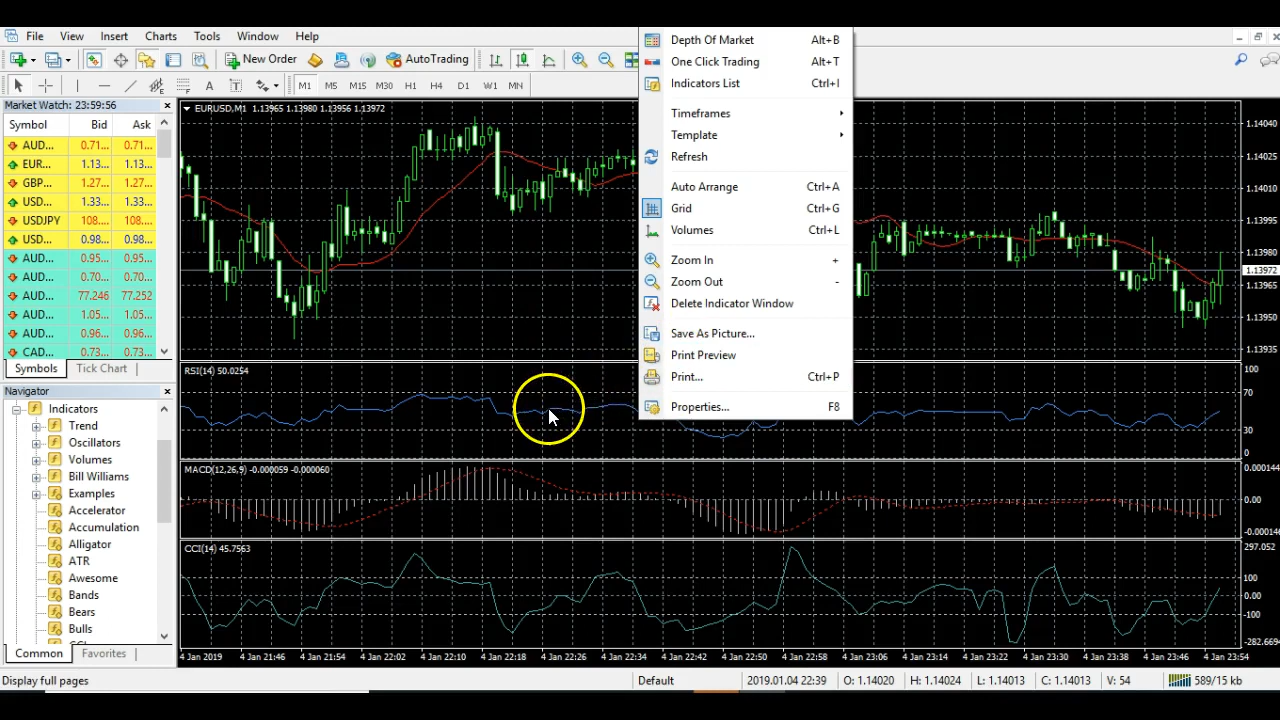 File View Insert Charts Tools Window Help
New Order AutoTrading
A T M1 M5 M15 M30 H1 H4 D1 W1 MN
Market Watch: 23:59:56
Symbol Bid Ask
AUD... 0.71... 0.71...
EUR... 1.13... 1.13...
GBP... 1.27... 1.27...
USD... 1.33... 1.33...
USDJPY 108.... 108....
USD... 0.98... 0.98...
AUD... 0.95... 0.95...
AUD... 0.70... 0.70...
AUD... 77.246 77.252
AUD... 1.05... 1.05...
AUD... 0.96... 0.96...
CAD... 0.73... 0.73...
Symbols Tick Chart
Navigator
Indicators
Trend
Oscillators
Volumes
Bill Williams
Examples
Accelerator
Accumulation
Alligator
ATR
Awesome
Bands
Bears
Bulls
Common Favorites
EURUSD,M1 1.13965 1.13980 1.13956 1.13972
1.14040
1.14025
1.14010
1.13995
1.13980
1.13972
1.13965
1.13950
1.13935
Depth Of Market Alt+B
One Click Trading Alt+T
Indicators List Ctrl+I
Timeframes
Template
Refresh
Auto Arrange Ctrl+A
Grid Ctrl+G
Volumes Ctrl+L
Zoom In +
Zoom Out -
Delete Indicator Window
Save As Picture...
Print Preview
Print... Ctrl+P
Properties... F8
RSI(14) 50.0254
100
70
30
0
MACD(12,26,9) -0.000059 -0.000060
0.000144
0.00
CCI(14) 45.7563
297.052
100
0.00
-100
-282.669
4 Jan 2019 4 Jan 21:46 4 Jan 21:54 4 Jan 22:02 4 Jan 22:10 4 Jan 22:18 4 Jan 22:26 4 Jan 22:34 4 Jan 22:42 4 Jan 22:50 4 Jan 22:58 4 Jan 23:06 4 Jan 23:14 4 Jan 23:22 4 Jan 23:30 4 Jan 23:38 4 Jan 23:46 4 Jan 23:54
Display full pages Default 2019.01.04 22:39 O: 1.14020 H: 1.14024 L: 1.14013 C: 1.14013 V: 54 589/15 kb